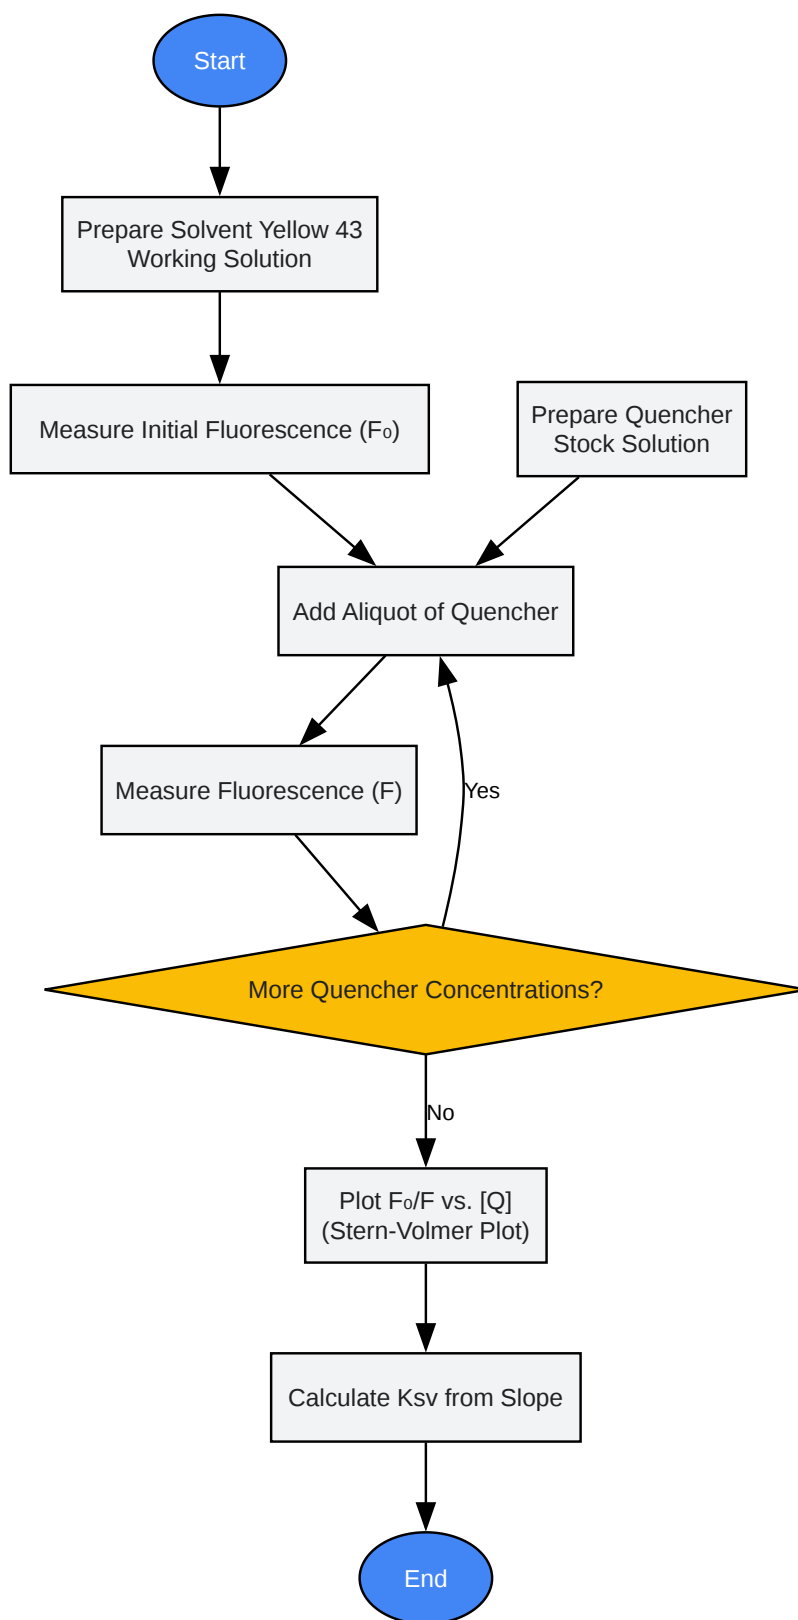 Start
Prepare Solvent Yellow 43
Working Solution
Measure Initial Fluorescence (F₀)
Prepare Quencher
Stock Solution
Add Aliquot of Quencher
Measure Fluorescence (F)
Yes
More Quencher Concentrations?
No
Plot F₀/F vs. [Q]
(Stern-Volmer Plot)
Calculate Ksv from Slope
End